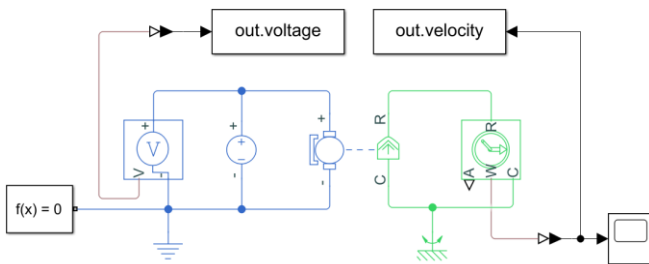 out.voltage
out.velocity
+
+
+
R
R
V
-
V
-
-
C
A
W
C
f(x) = 0